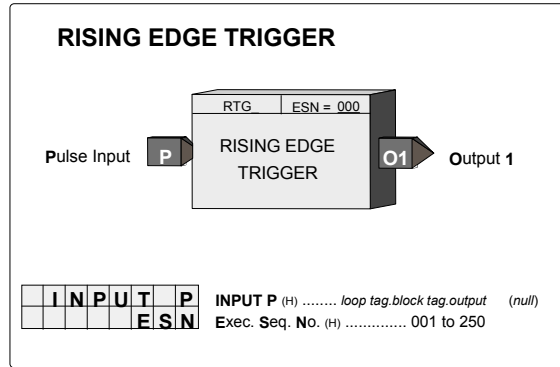 RISING EDGE TRIGGER
RTG_ ESN = 000
Pulse Input P RISING EDGE O1 Output 1
TRIGGER
INPUT P INPUT P (H) ........ loop tag.block tag.output (null)
ESN Exec. Seq. No. (H) .............. 001 to 250